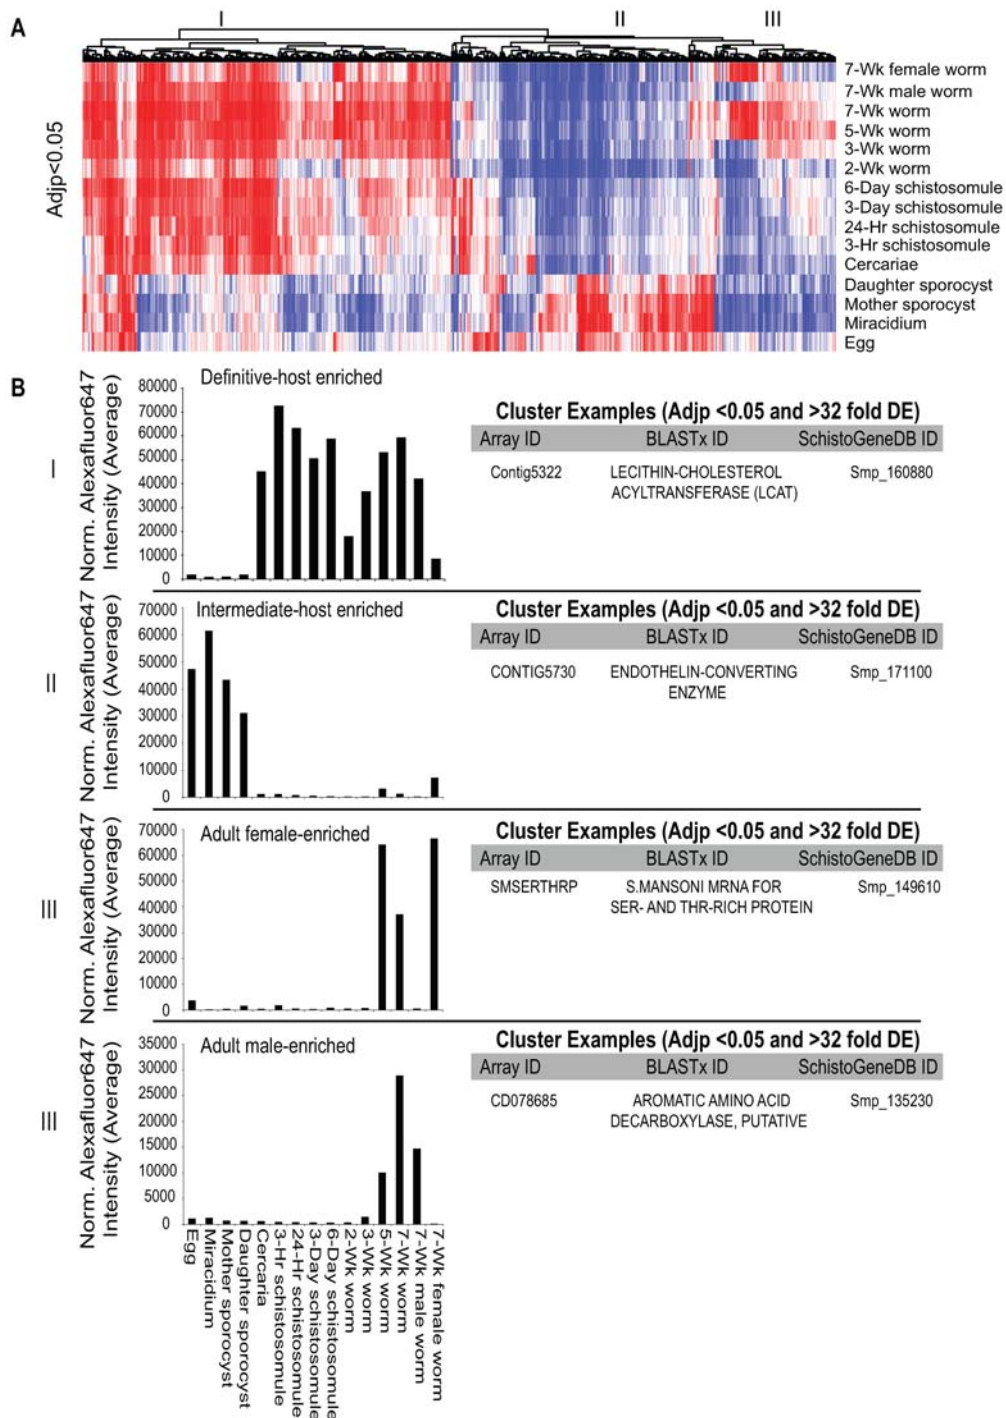 A
I
II
III
Adjp<0.05
7-Wk female worm
7-Wk male worm
7-Wk worm
5-Wk worm
3-Wk worm
2-Wk worm
6-Day schistosomule
3-Day schistosomule
24-Hr schistosomule
3-Hr schistosomule
Cercariae
Daughter sporocyst
Mother sporocyst
Miracidium
Egg
B
I
Norm. Alexafluor647
Intensity (Average)
Definitive-host enriched
80000
70000
60000
50000
40000
30000
20000
10000
0
Cluster Examples (Adjp <0.05 and >32 fold DE)
Array ID BLASTx ID SchistoGeneDB ID
Contig5322 LECITHIN-CHOLESTEROL Smp_160880
ACYLTRANSFERASE (LCAT)
II
Norm. Alexafluor647
Intensity (Average)
Intermediate-host enriched
70000
60000
50000
40000
30000
20000
10000
0
Cluster Examples (Adjp <0.05 and >32 fold DE)
Array ID BLASTx ID SchistoGeneDB ID
CONTIG5730 ENDOTHELIN-CONVERTING Smp_171100
ENZYME
III
Norm. Alexafluor647
Intensity (Average)
Adult female-enriched
70000
60000
50000
40000
30000
20000
10000
0
Cluster Examples (Adjp <0.05 and >32 fold DE)
Array ID BLASTx ID SchistoGeneDB ID
SMSERTHRP S.MANSONI MRNA FOR Smp_149610
SER- AND THR-RICH PROTEIN
III
Norm. Alexafluor647
Intensity (Average)
Adult male-enriched
35000
30000
25000
20000
15000
10000
5000
0
Cluster Examples (Adjp <0.05 and >32 fold DE)
Array ID BLASTx ID SchistoGeneDB ID
CD078685 AROMATIC AMINO ACID Smp_135230
DECARBOXYLASE, PUTATIVE
Egg
Miracidium
Mother sporocyst
Daughter sporocyst
Cercaria
3-Hr schistosomule
24-Hr schistosomule
3-Day schistosomule
6-Day schistosomule
2-Wk worm
3-Wk worm
5-Wk worm
7-Wk worm
7-Wk male worm
7-Wk female worm